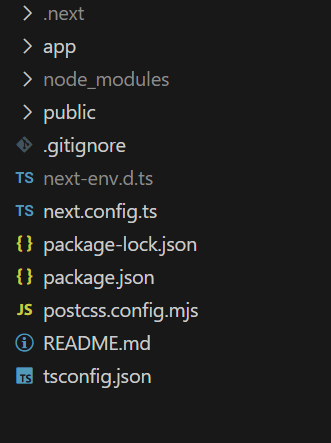 .next
app
node_modules
public
.gitignore
TS next-env.d.ts
TS next.config.ts
{} package-lock.json
{} package.json
JS postcss.config.mjs
README.md
TS tsconfig.json